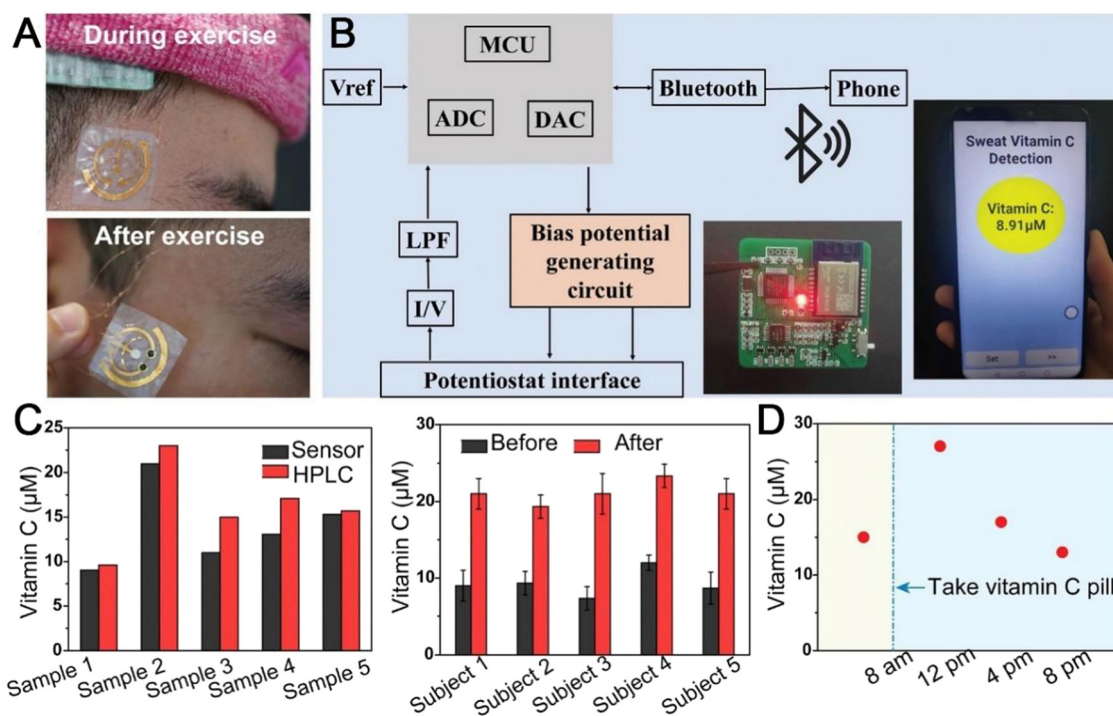 A
During exercise
After exercise
B
MCU
Vref
ADC
DAC
Bluetooth
Phone
LPF
I/V
Bias potential
generating
circuit
Potentiostat interface
Sweat Vitamin C
Detection
Vitamin C:
8.91µM
Set
>>
C
Vitamin C (µM)
25
20
15
10
5
0
Sensor
HPLC
Sample 1
Sample 2
Sample 3
Sample 4
Sample 5
Vitamin C (µM)
30
20
10
0
Before
After
Subject 1
Subject 2
Subject 3
Subject 4
Subject 5
D
Vitamin C (µM)
30
20
10
0
Take vitamin C pill
8 am
12 pm
4 pm
8 pm